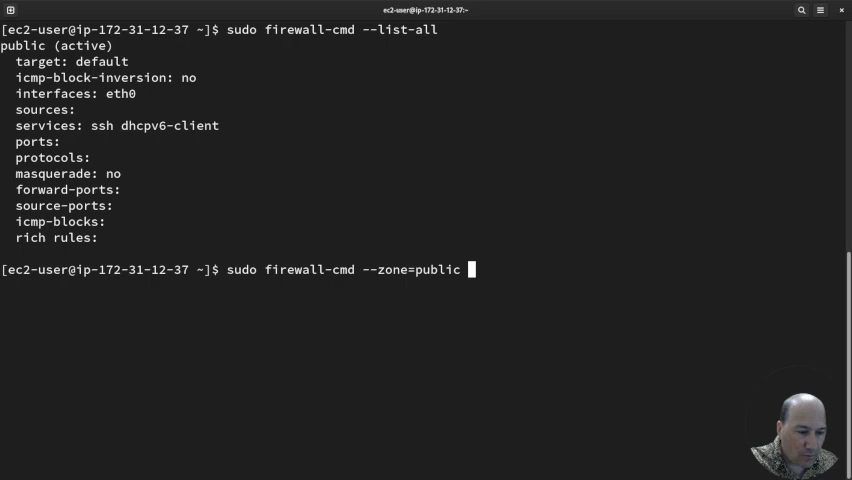 ec2-user@ip-172-31-12-37:~
[ec2-user@ip-172-31-12-37 ~]$ sudo firewall-cmd --list-all
public (active)
  target: default
  icmp-block-inversion: no
  interfaces: eth0
  sources:
  services: ssh dhcpv6-client
  ports:
  protocols:
  masquerade: no
  forward-ports:
  source-ports:
  icmp-blocks:
  rich rules:
[ec2-user@ip-172-31-12-37 ~]$ sudo firewall-cmd --zone=public